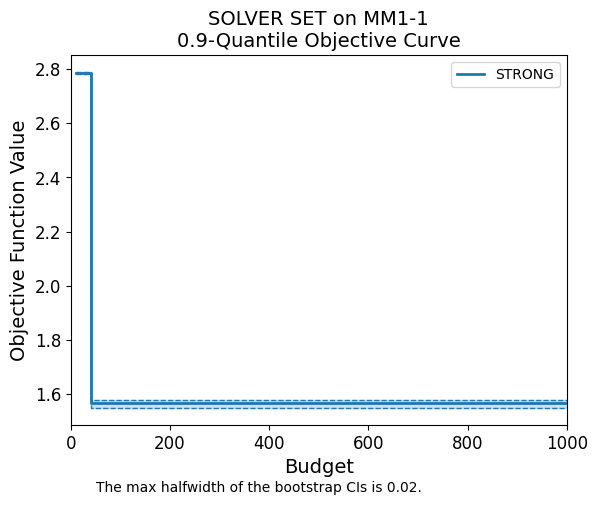 SOLVER SET on MM1-1
0.9-Quantile Objective Curve
STRONG
Objective Function Value
2.8
2.6
2.4
2.2
2.0
1.8
1.6
0 200 400 600 800 1000
Budget
The max halfwidth of the bootstrap CIs is 0.02.